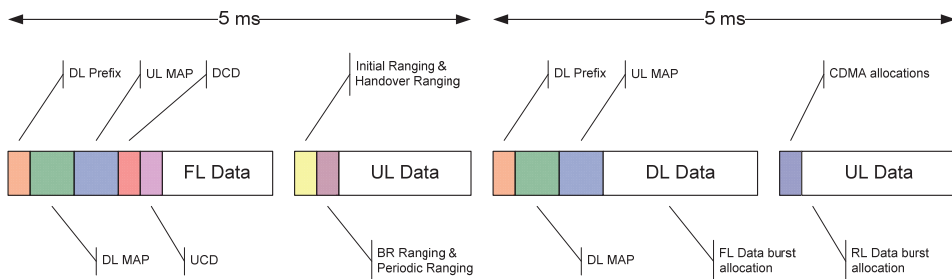 5 ms
5 ms
DL Prefix
UL MAP
DCD
Initial Ranging &
Handover Ranging
DL Prefix
UL MAP
CDMA allocations
FL Data
UL Data
DL Data
UL Data
DL MAP
UCD
BR Ranging &
Periodic Ranging
DL MAP
FL Data burst
allocation
RL Data burst
allocation